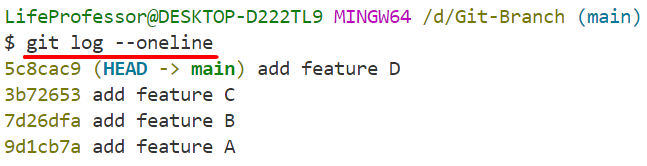 LifeProfessor@DESKTOP-D222TL9 MINGW64 /d/Git-Branch (main)
$ git log --oneline
5c8cac9 (HEAD -> main) add feature D
3b72653 add feature C
7d26dfa add feature B
9d1cb7a add feature A